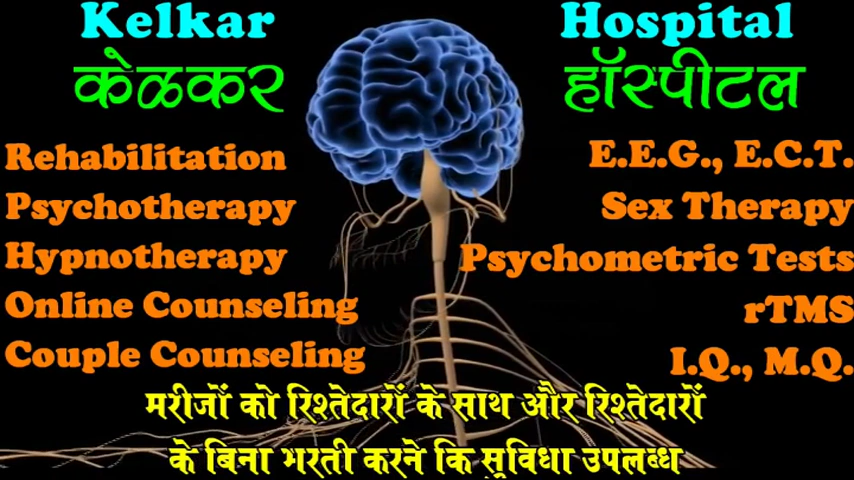 Kelkar Hospital
केळकर हॉस्पीटल
Rehabilitation
Psychotherapy
Hypnotherapy
Online Counseling
Couple Counseling
E.E.G., E.C.T.
Sex Therapy
Psychometric Tests
rTMS
I.Q., M.Q.
मरीजों को रिश्तेदारों के साथ और रिश्तेदारों
के बिना भरती करने कि सुविधा उपलब्ध